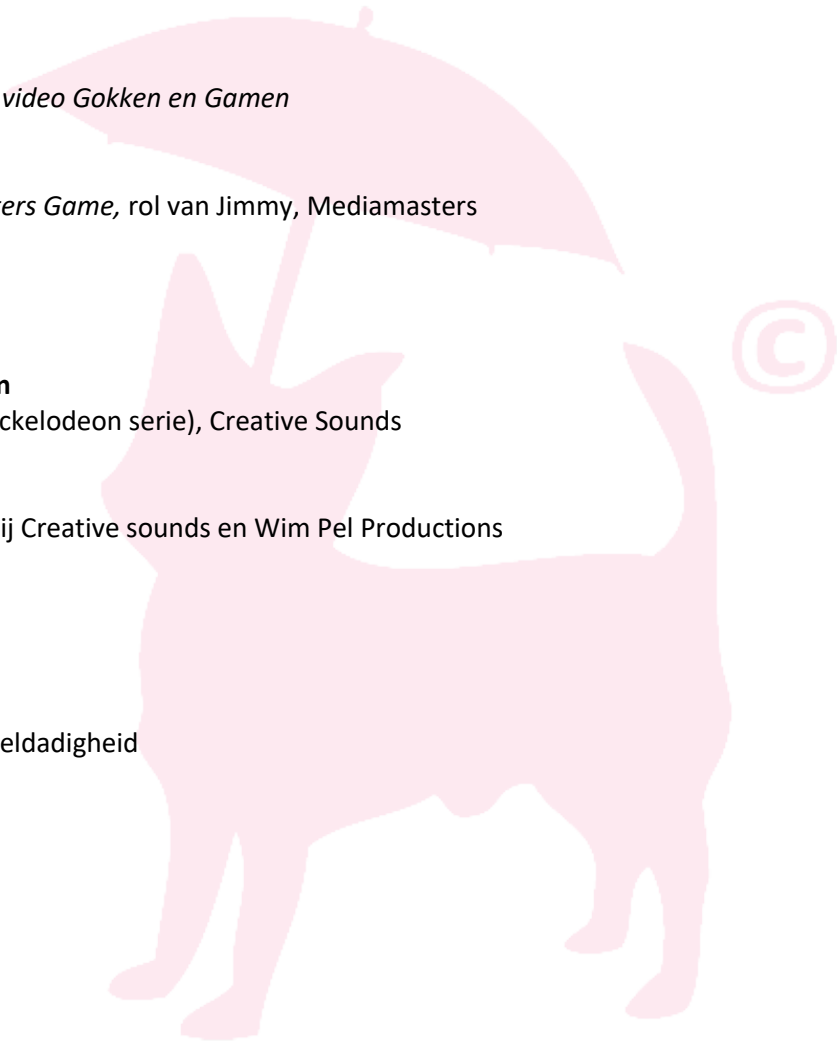 video Gokken en Gamen
ers Game, rol van Jimmy, Mediamasters
©
n
ckelodeon serie), Creative Sounds
ij Creative sounds en Wim Pel Productions
eldadigheid